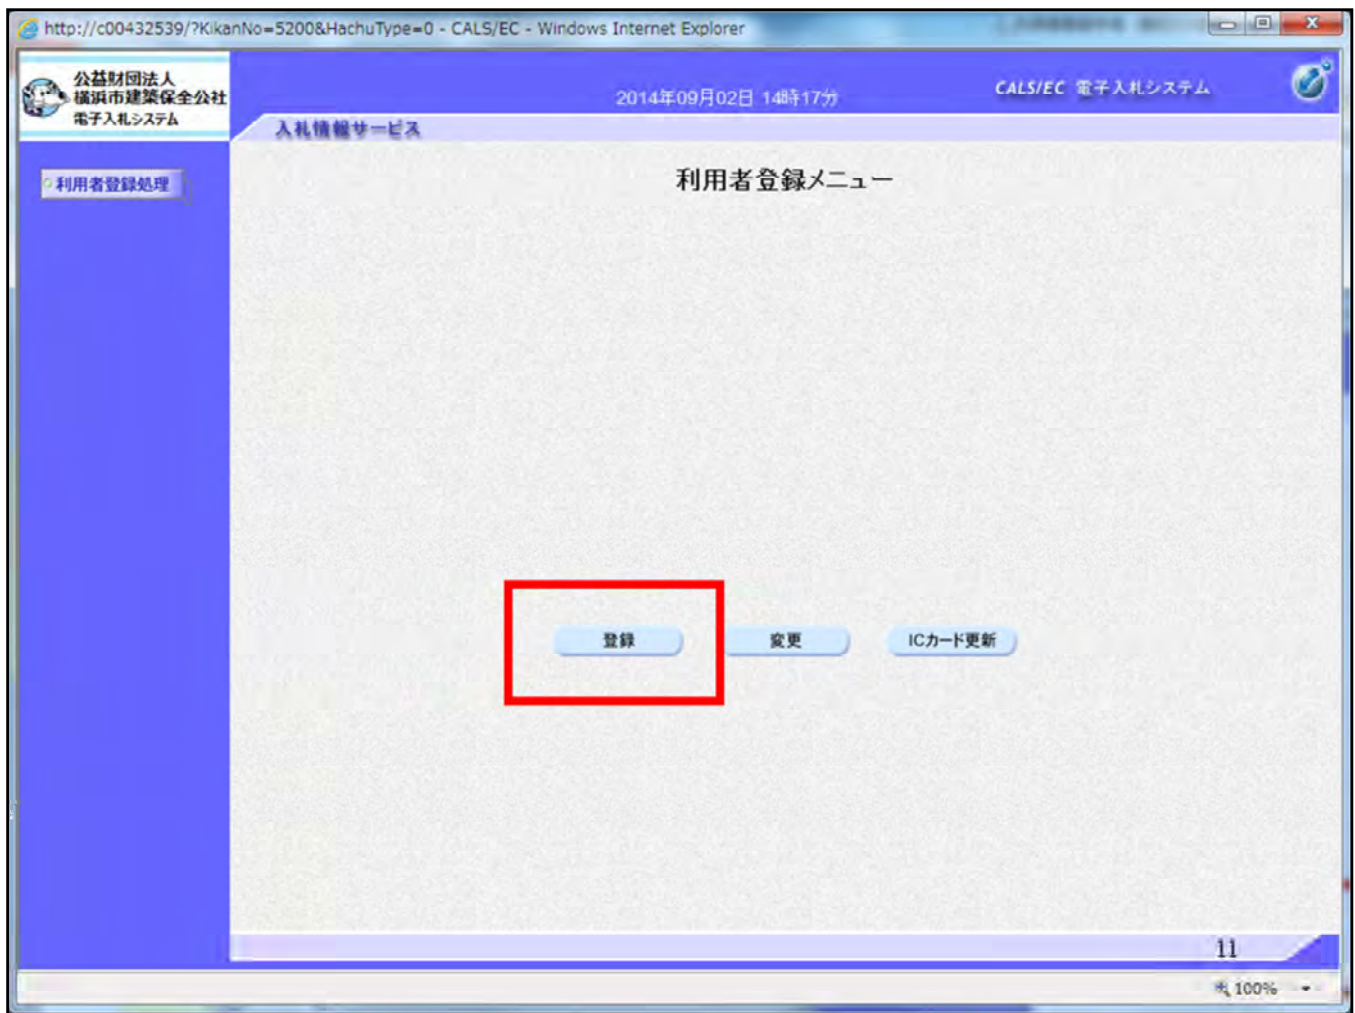 http://c00432539/?KikanNo=5200&HachuType=0 - CALS/EC - Windows Internet Explorer
公益財団法人
横浜市建築保全公社
電子入札システム
2014年09月02日 14時17分
CALS/EC 電子入札システム
入札情報サービス
利用者登録処理
利用者登録メニュー
登録
変更
ICカード更新
11
100%